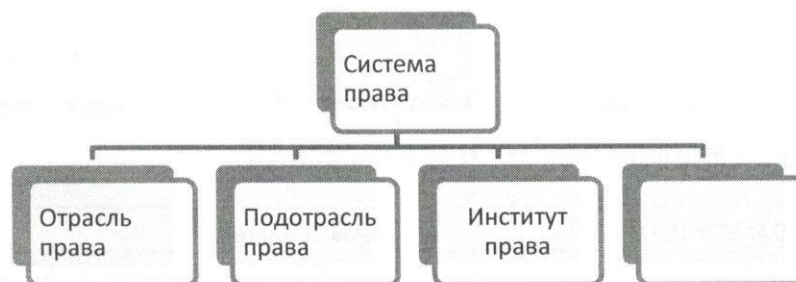 Система
права
Отрасль
права
Подотрасль
права
Институт
права